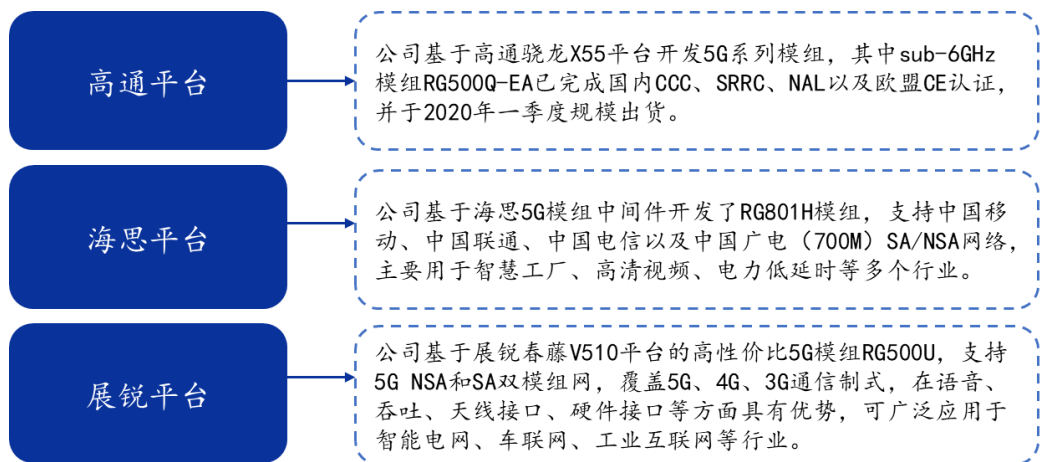 高通平台
公司基于高通骁龙X55平台开发5G系列模组，其中sub-6GHz
模组RG500Q-EA已完成国内CCC、SRRC、NAL以及欧盟CE认证，
并于2020年一季度规模出货。
海思平台
公司基于海思5G模组中间件开发了RG801H模组，支持中国移
动、中国联通、中国电信以及中国广电（700M）SA/NSA网络，
主要用于智慧工厂、高清视频、电力低延时等多个行业。
展锐平台
公司基于展锐春藤V510平台的高性价比5G模组RG500U，支持
5G NSA和SA双模组网，覆盖5G、4G、3G通信制式，在语音、
吞吐、天线接口、硬件接口等方面具有优势，可广泛应用于
智能电网、车联网、工业互联网等行业。